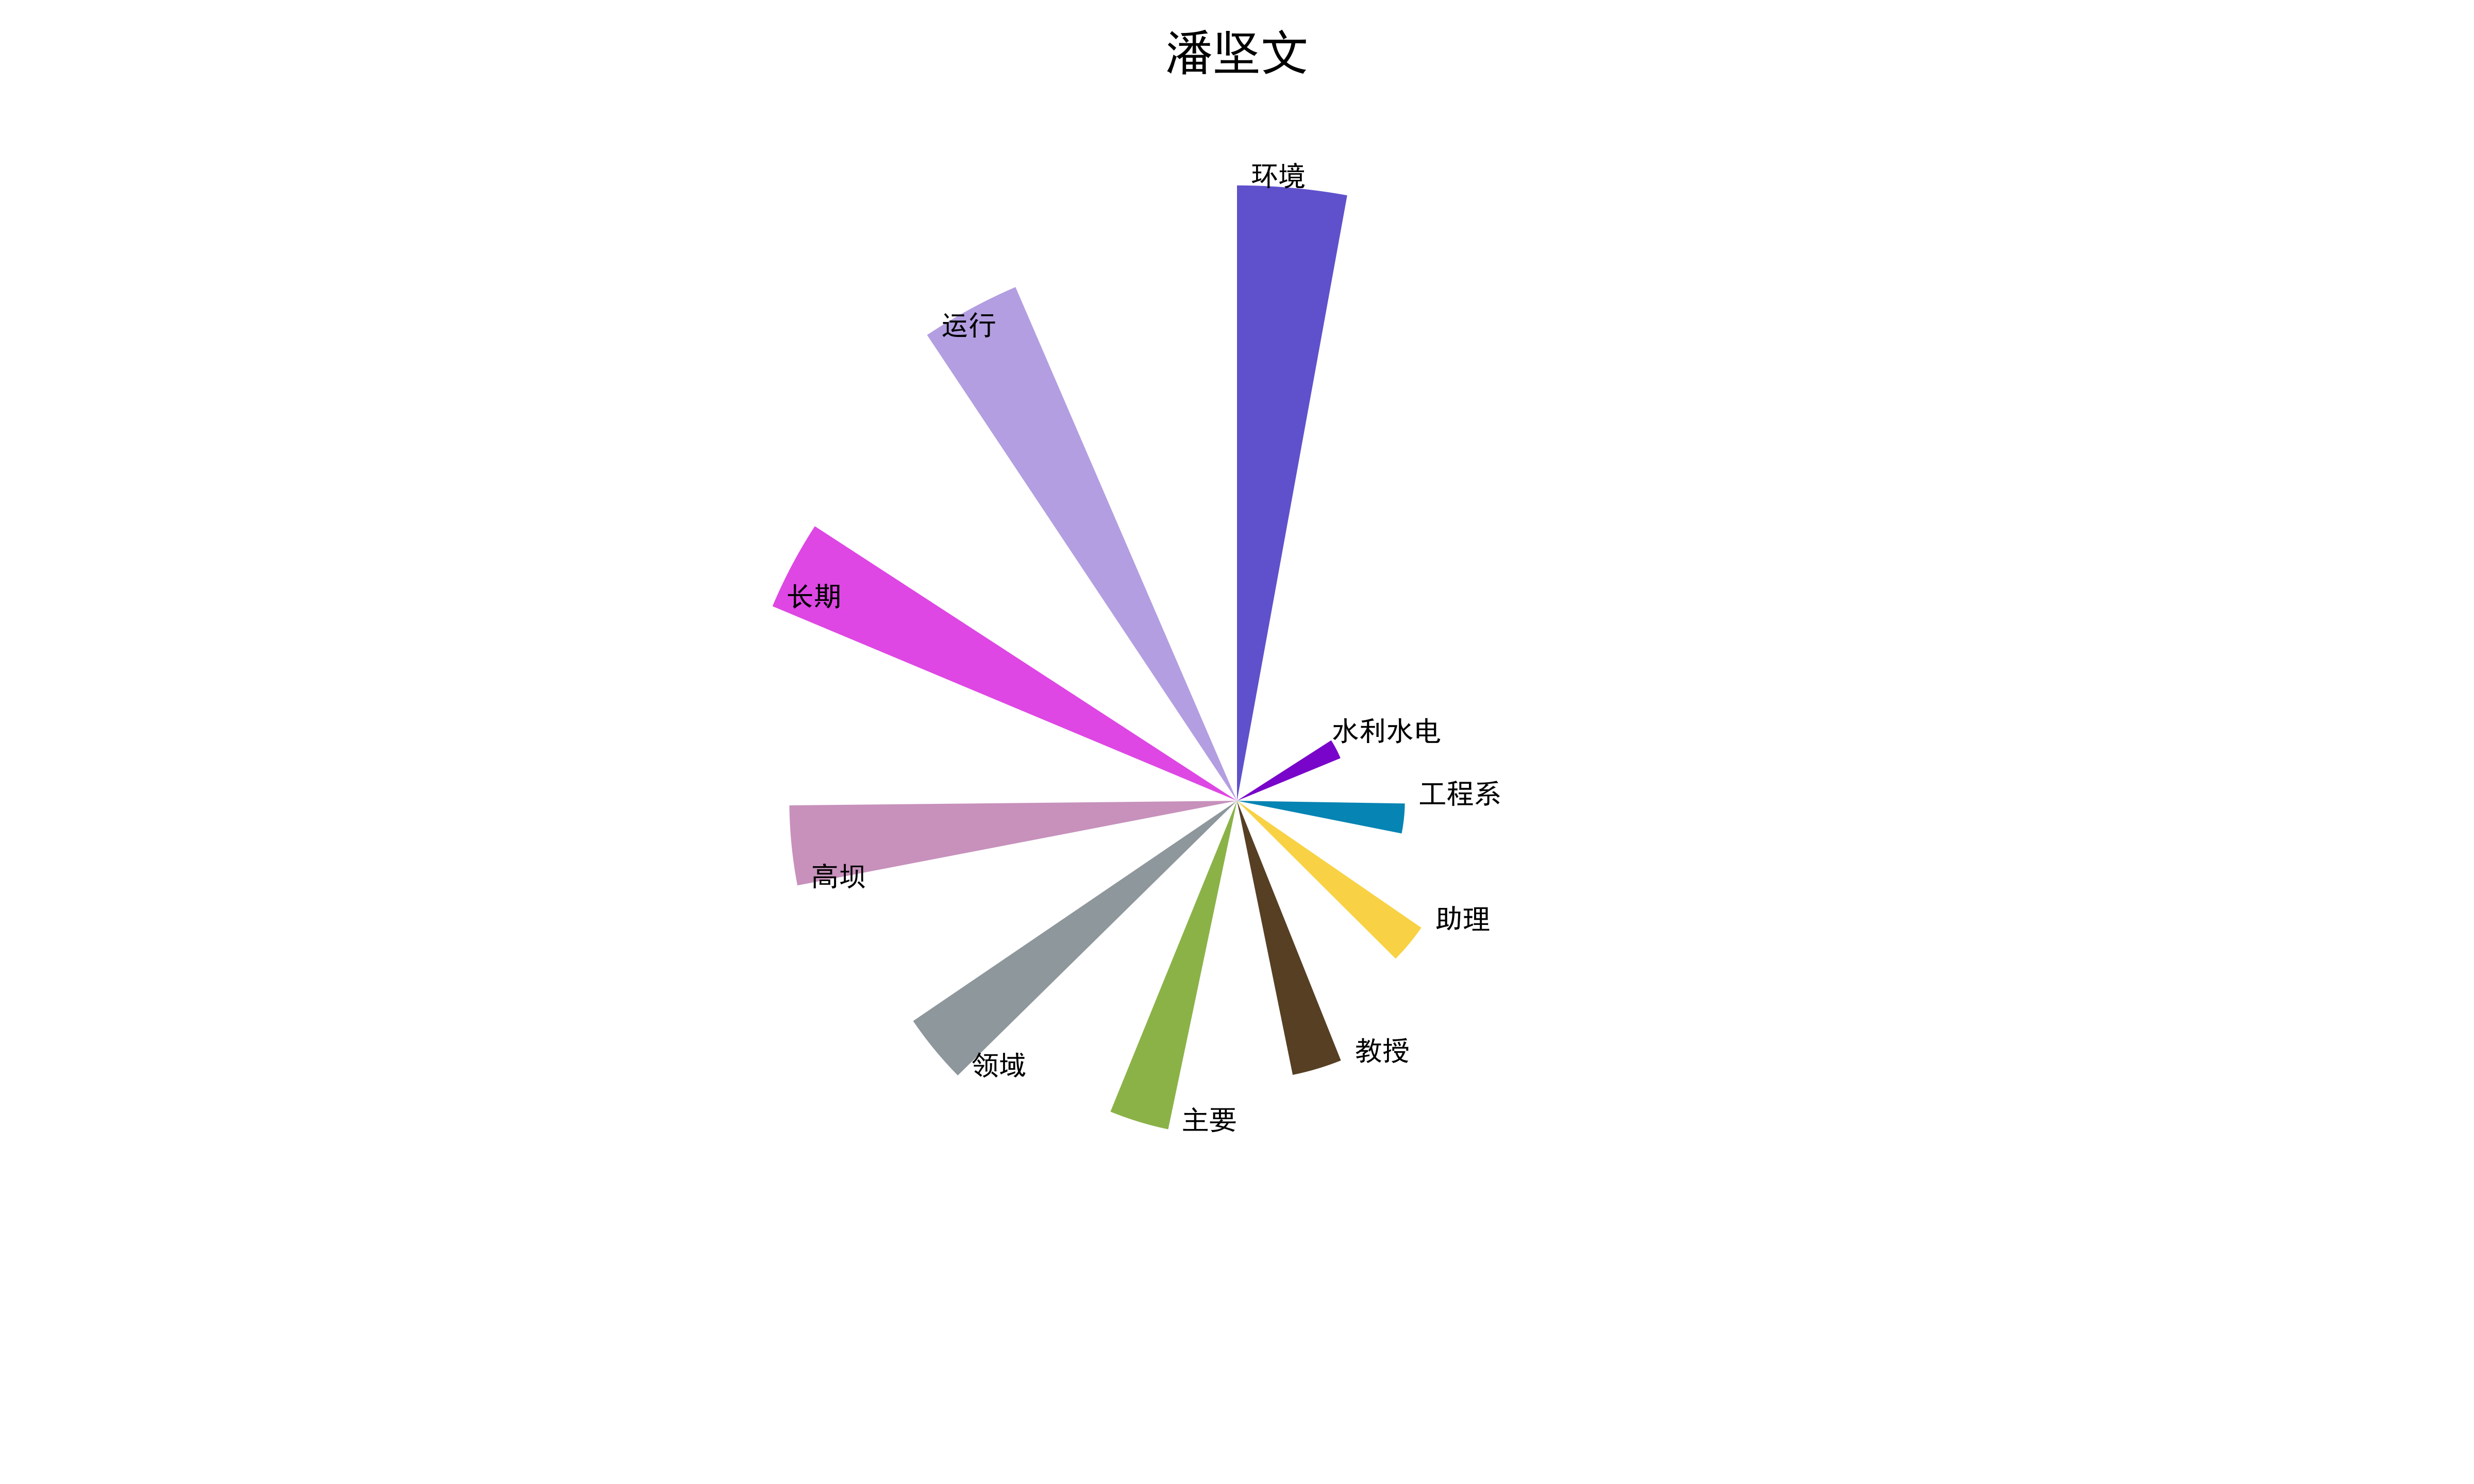 潘坚文
环境
运行
长期
水利水电
工程系
高坝
助理
教授
领域
主要